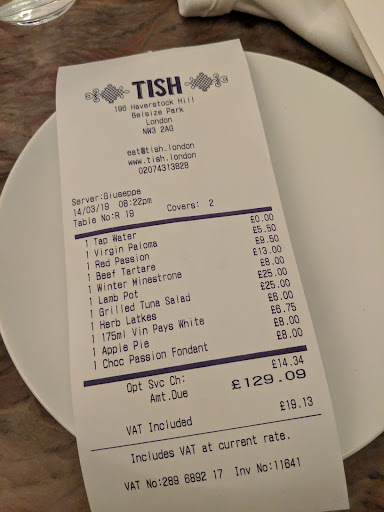 TISH
196 Haverstock Hill
Belsize Park
London
NW3 2AG
eat@tish.london
www.tish.london
02074313828
Server:Giuseppe
14/03/19 08:22pm
Table No:R 19 Covers: 2
1 Tap Water £0.00
1 Virgin Paloma £5.50
1 Red Passion £9.50
1 Beef Tartare £13.00
1 Winter Minestrone £8.00
1 Lamb Pot £25.00
1 Grilled Tuna Salad £25.00
1 Herb Latkes £6.00
1 175ml Vin Pays White £6.75
1 Apple Pie £8.00
1 Choc Passion Fondant £8.00
Opt Svc Ch: £14.34
Amt.Due £129.09
VAT Included £19.13
Includes VAT at current rate.
VAT No:289 6692 17 Inv No:11641